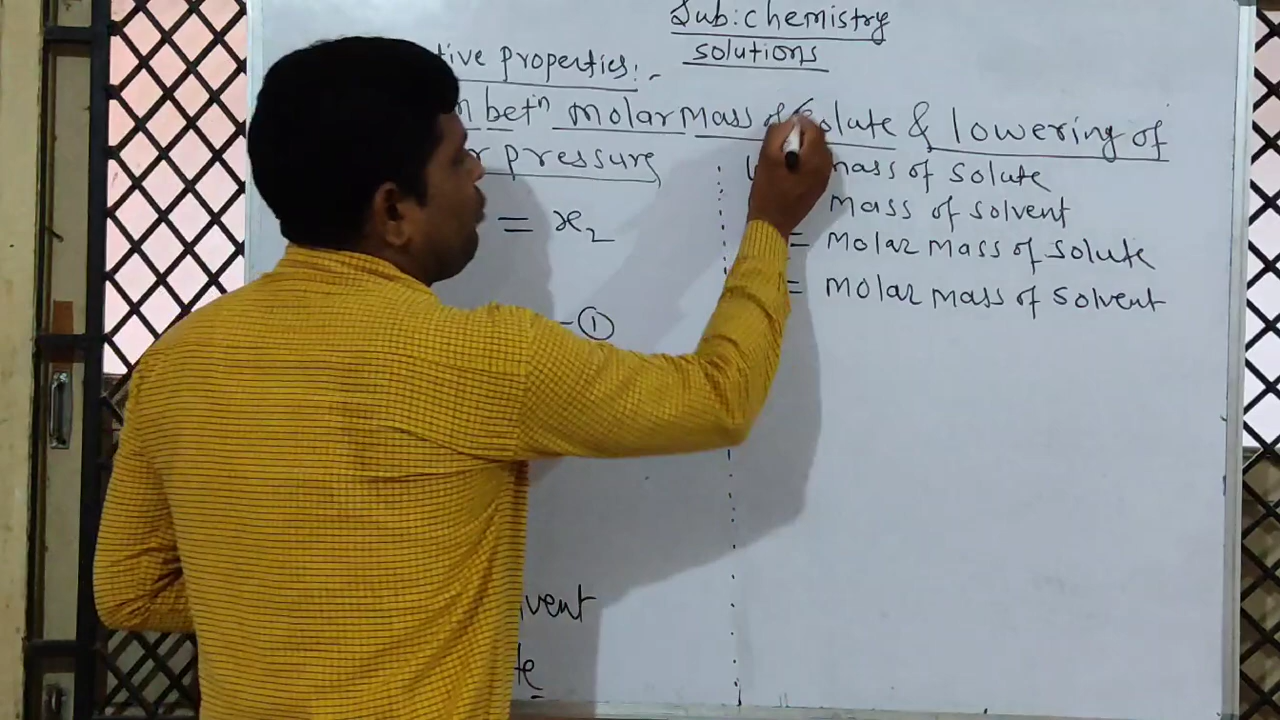 Sub: chemistry
solutions
tive properties:-
n betⁿ molar mass of solute & lowering of
r pressure
= x₂
①
vent
te
mass of solute
mass of solvent
= molar mass of solute
= molar mass of solvent